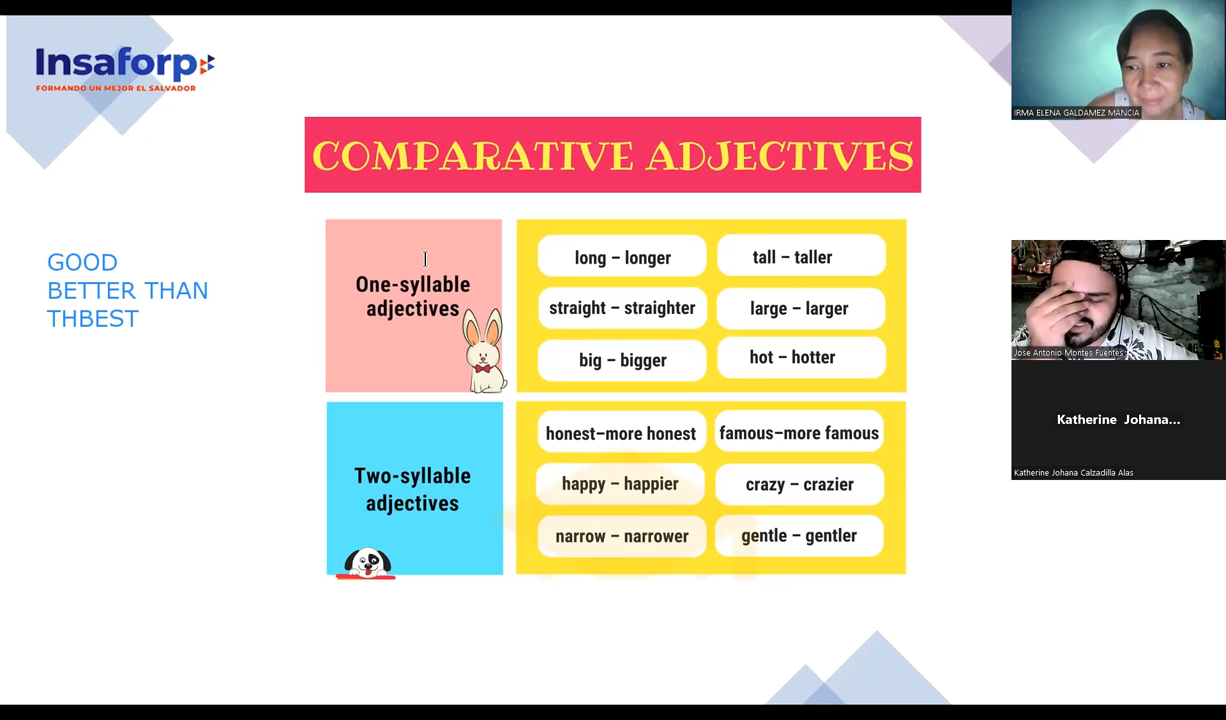 Insaforp
FORMANDO UN MEJOR EL SALVADOR
IRMA ELENA GALDAMEZ MANCIA
COMPARATIVE ADJECTIVES
GOOD
BETTER THAN
THBEST
One-syllable
adjectives
long – longer
tall – taller
straight – straighter
large – larger
big – bigger
hot – hotter
Two-syllable
adjectives
honest–more honest
famous–more famous
happy – happier
crazy – crazier
narrow – narrower
gentle – gentler
Jose Antonio Montes Fuentes
Katherine Johana...
Katherine Johana Calzadilla Alas